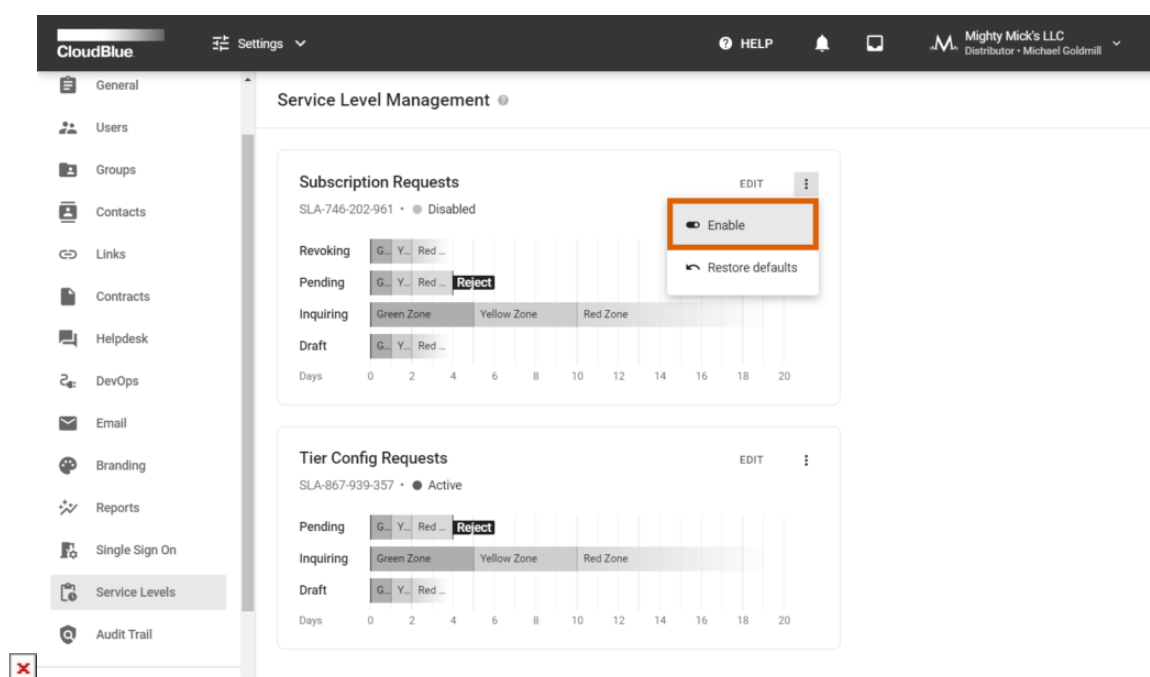 CloudBlue Settings HELP Mighty Mick's LLC
Distributor • Michael Goldmill
General
Users
Groups
Contacts
Links
Contracts
Helpdesk
DevOps
Email
Branding
Reports
Single Sign On
Service Levels
Audit Trail
Service Level Management
Subscription Requests EDIT
SLA-746-202-961 • Disabled
Enable
Restore defaults
Revoking G... Y... Red ...
Pending G... Y... Red ... Reject
Inquiring Green Zone Yellow Zone Red Zone
Draft G... Y... Red ...
Days 0 2 4 6 8 10 12 14 16 18 20
Tier Config Requests EDIT
SLA-867-939-357 • Active
Pending G... Y... Red ... Reject
Inquiring Green Zone Yellow Zone Red Zone
Draft G... Y... Red ...
Days 0 2 4 6 8 10 12 14 16 18 20